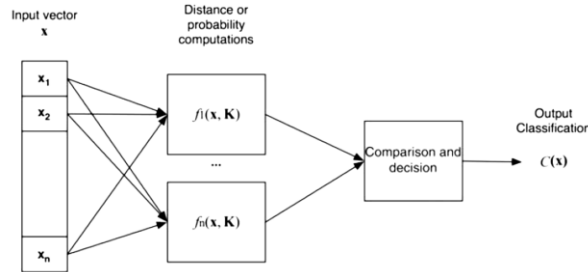 Input vector
x
Distance or
probability
computations
x1
x2
xn
f1(x, K)
...
fn(x, K)
Comparison and
decision
Output
Classification
C(x)